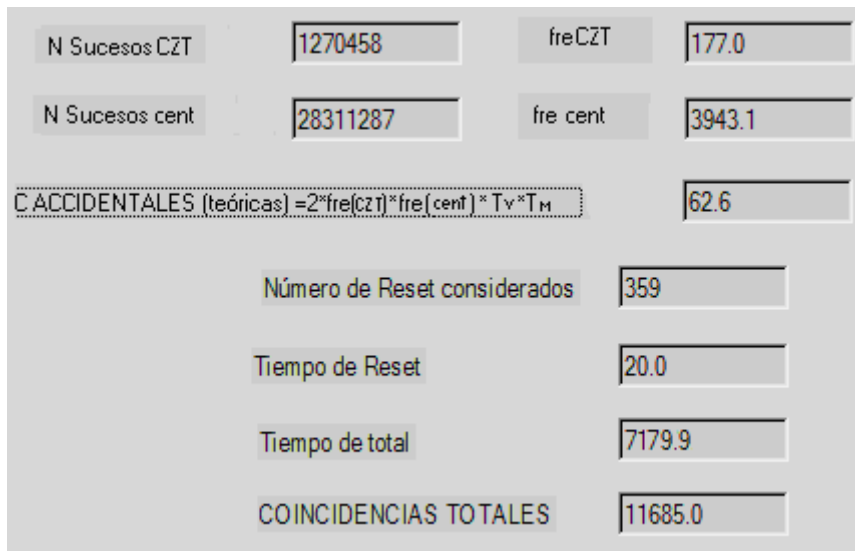 N Sucesos CZT 1270458 freCZT 177.0
N Sucesos cent 28311287 fre cent 3943.1
C ACCIDENTALES (teóricas) =2*fre(CZT)*fre(cent)*Tv*TM 62.6
Número de Reset considerados 359
Tiempo de Reset 20.0
Tiempo de total 7179.9
COINCIDENCIAS TOTALES 11685.0